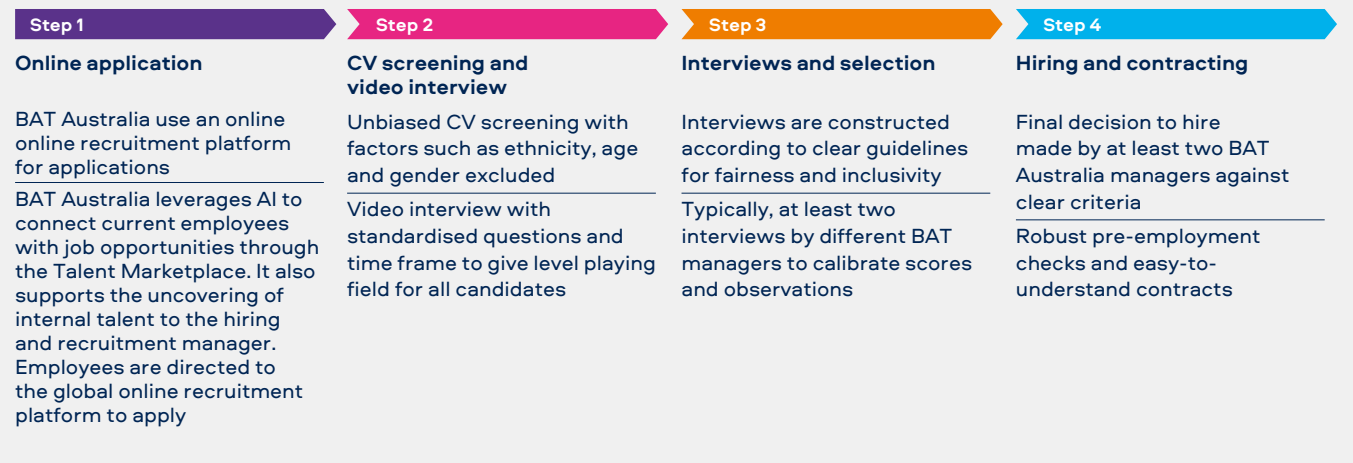 Step 1
Online application
BAT Australia use an online
online recruitment platform
for applications
BAT Australia leverages AI to
connect current employees
with job opportunities through
the Talent Marketplace. It also
supports the uncovering of
internal talent to the hiring
and recruitment manager.
Employees are directed to
the global online recruitment
platform to apply
Step 2
CV screening and
video interview
Unbiased CV screening with
factors such as ethnicity, age
and gender excluded
Video interview with
standardised questions and
time frame to give level playing
field for all candidates
Step 3
Interviews and selection
Interviews are constructed
according to clear guidelines
for fairness and inclusivity
Typically, at least two
interviews by different BAT
managers to calibrate scores
and observations
Step 4
Hiring and contracting
Final decision to hire
made by at least two BAT
Australia managers against
clear criteria
Robust pre-employment
checks and easy-to-
understand contracts